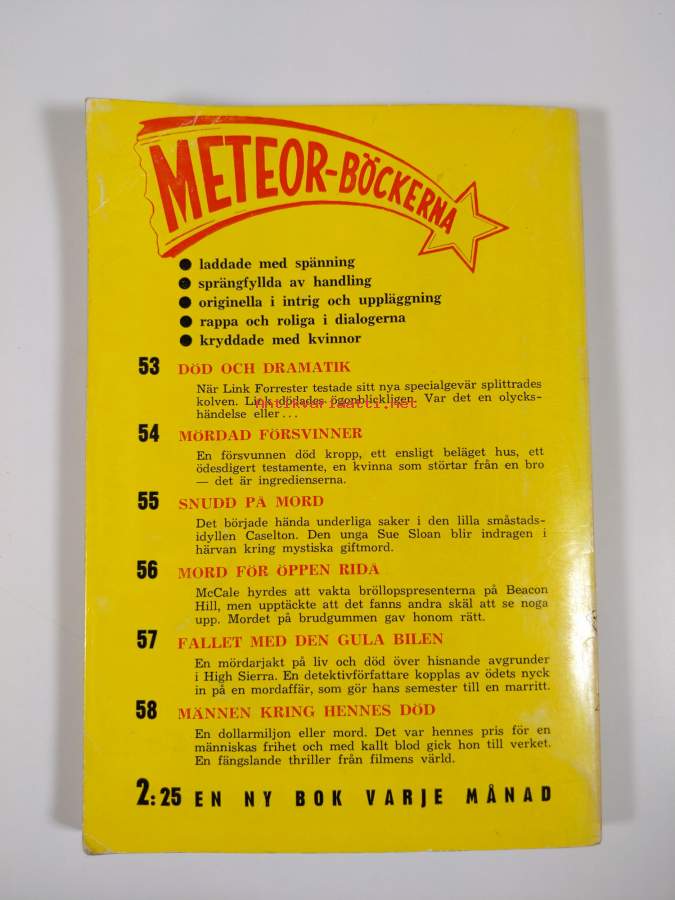 METEOR-BÖCKERNA
● laddade med spänning
● sprängfyllda av handling
● originella i intrig och uppläggning
● rappa och roliga i dialogerna
● kryddade med kvinnor
53 DÖD OCH DRAMATIK
När Link Forrester testade sitt nya specialgevär splittrades
kolven. Link dödades ögonblickligen. Var det en olycks-
Antikvariaatti.net
händelse eller...
54 MÖRDAD FÖRSVINNER
En försvunnen död kropp, ett ensligt beläget hus, ett
ödesdigert testamente, en kvinna som störtar från en bro
— det är ingredienserna.
55 SNUDD PÅ MORD
Det började hända underliga saker i den lilla småstads-
idyllen Caselton. Den unga Sue Sloan blir indragen i
härvan kring mystiska giftmord.
56 MORD FÖR ÖPPEN RIDÅ
McCale hyrdes att vakta bröllopspresenterna på Beacon
Hill, men upptäckte att det fanns andra skäl att se noga
upp. Mordet på brudgummen gav honom rätt.
57 FALLET MED DEN GULA BILEN
En mördarjakt på liv och död över hisnande avgrunder
i High Sierra. En detektivförfattare kopplas av ödets nyck
in på en mordaffär, som gör hans semester till en marritt.
58 MÄNNEN KRING HENNES DÖD
En dollarmiljon eller mord. Det var hennes pris för en
människas frihet och med kallt blod gick hon till verket.
En fängslande thriller från filmens värld.
2:25 EN NY BOK VARJE MÅNAD